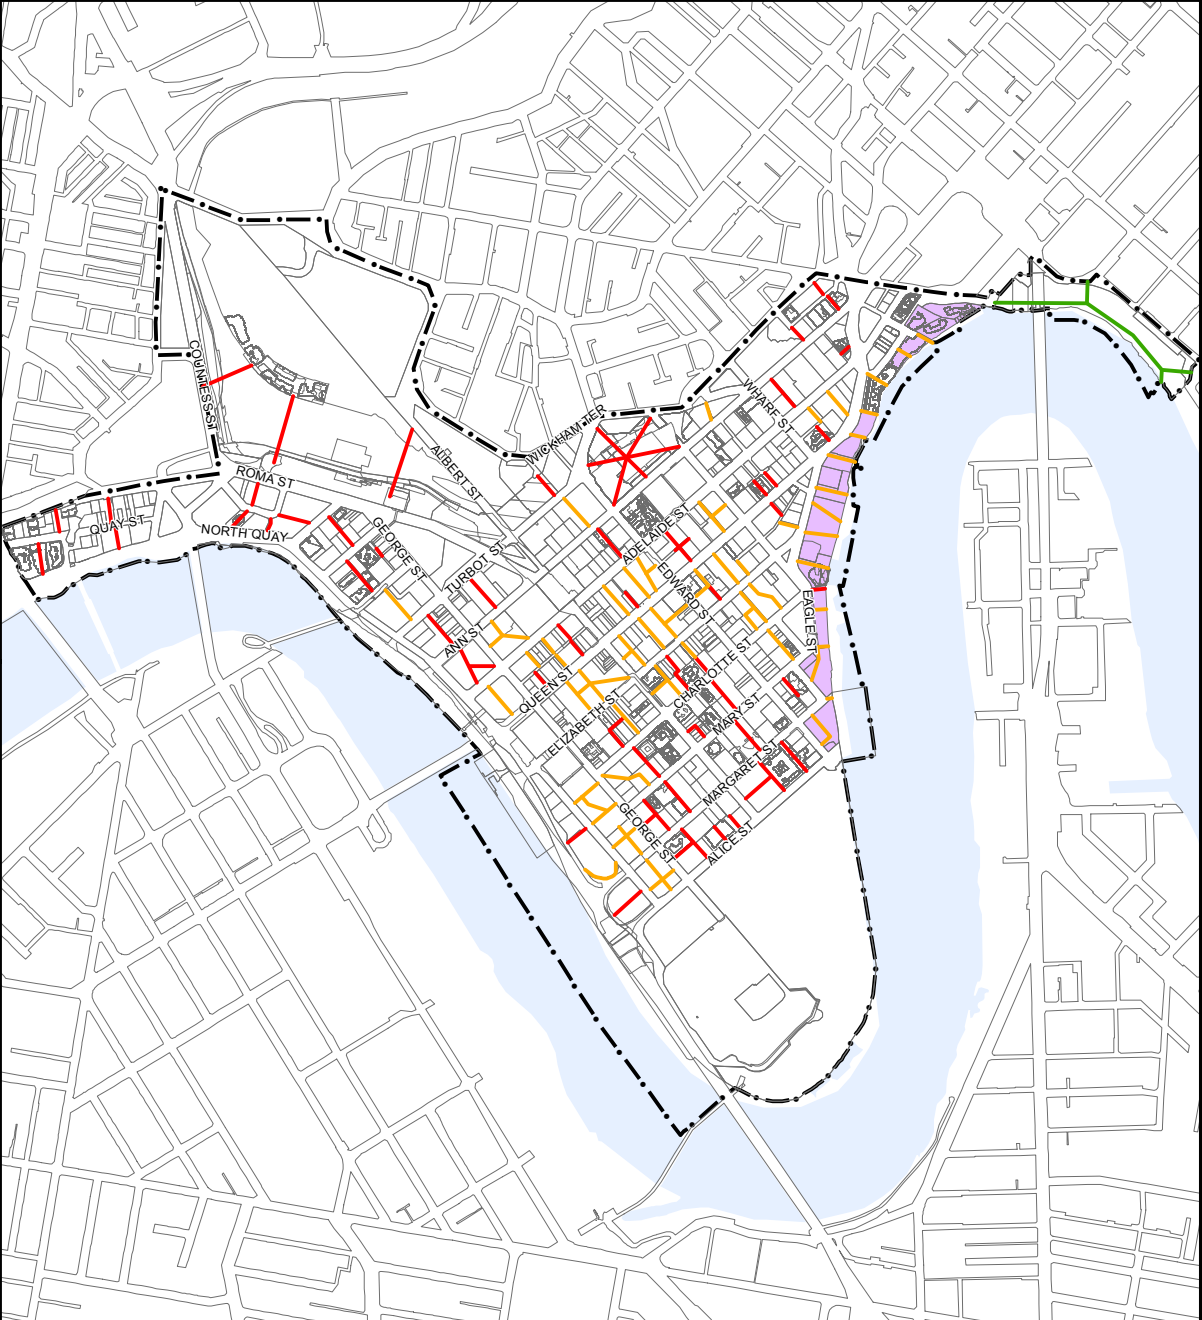 COUNTESS ST
WHARF ST
WICKHAM TER
ALBERT ST
ROMA ST
QUAY ST
NORTH QUAY
GEORGE ST
ADELAIDE ST
TURBOT ST
EDWARD ST
EAGLE ST
ANN ST
CHARLOTTE ST
QUEEN ST
ELIZABETH ST
MARY ST
MARGARET ST
GEORGE ST
ALICE ST